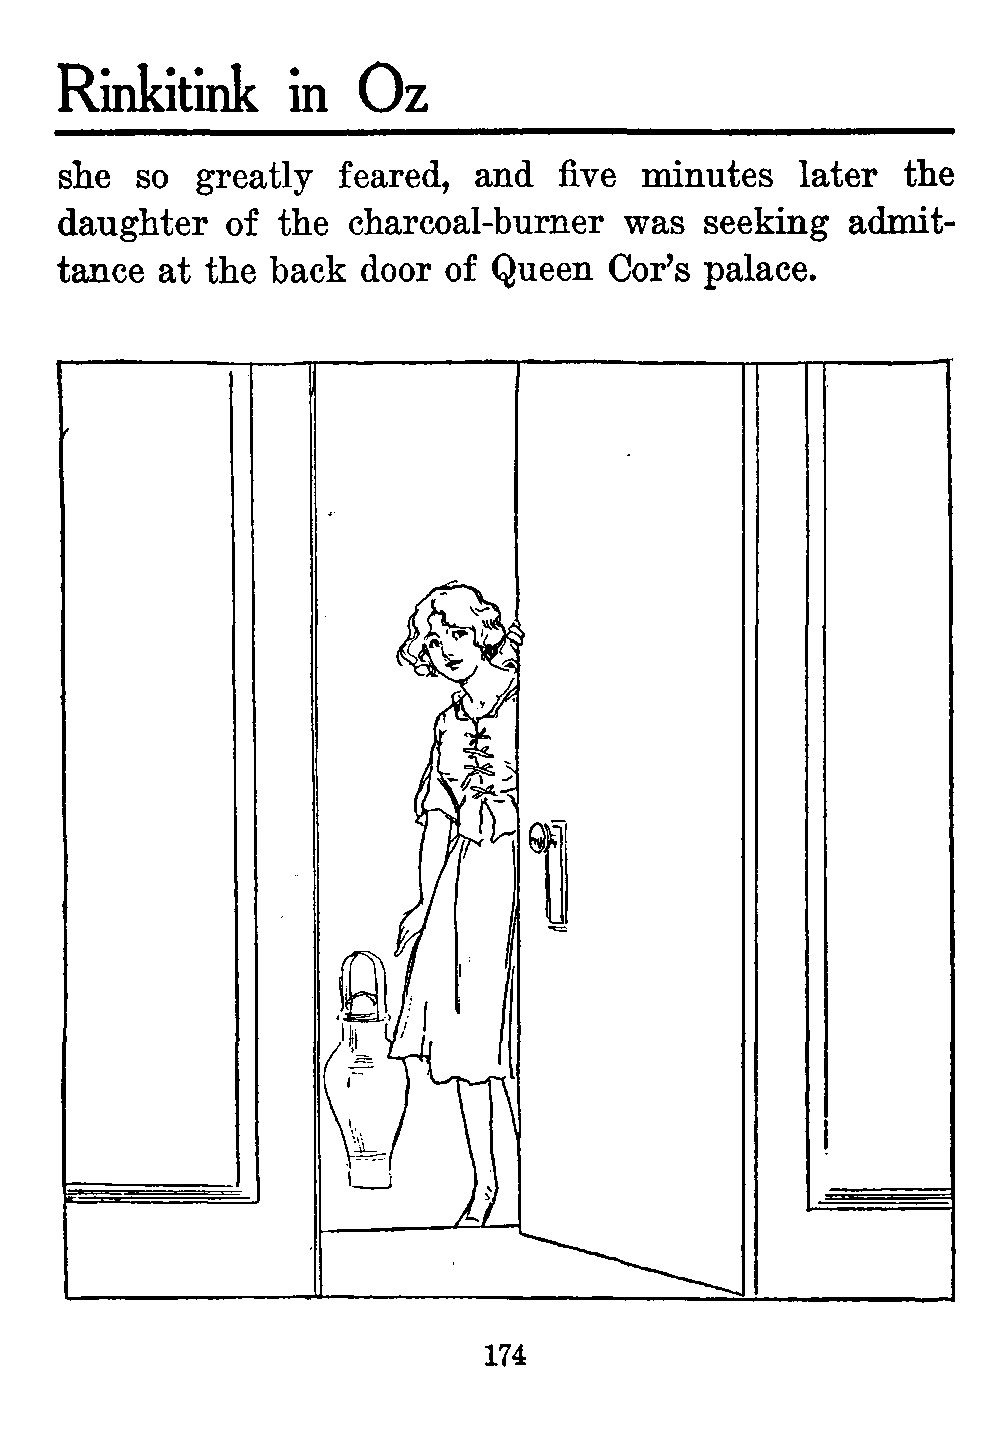 Rinkitink in Oz
she so greatly feared, and five minutes later the
daughter of the charcoal-burner was seeking admit-
tance at the back door of Queen Cor's palace.
174